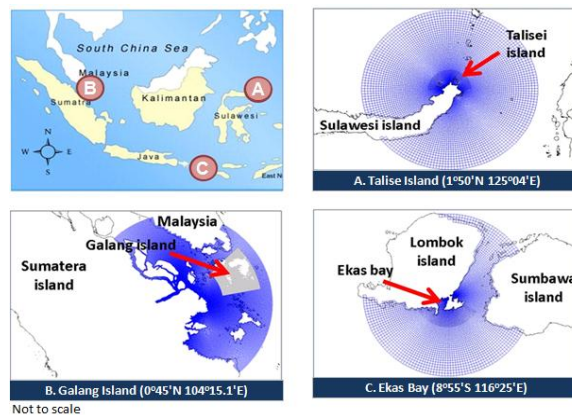 South China Sea
Malaysia
B
A
Sumatra
Kalimantan
Sulawesi
N
W E
S
Java
C
East N
Talisei
island
Sulawesi island
A. Talise Island (1°50'N 125°04'E)
Malaysia
Galang island
Sumatera
island
B. Galang Island (0°45'N 104°15.1'E)
Lombok
island
Ekas bay
Sumbawa
island
C. Ekas Bay (8°55'S 116°25'E)
Not to scale